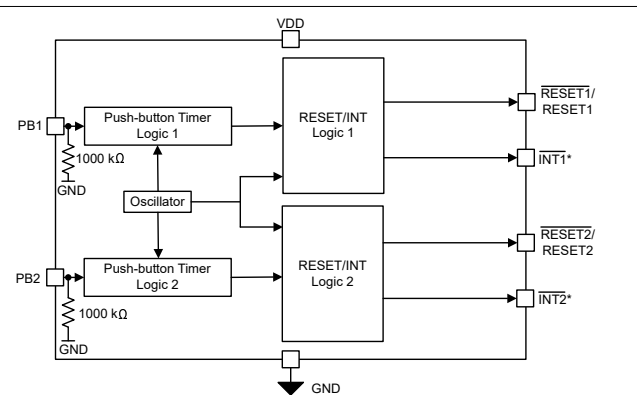 VDD
RESET1/
RESET1
PB1
Push-button Timer
Logic 1
RESET/INT
Logic 1
1000 kΩ
GND
INT1*
Oscillator
RESET2/
RESET2
PB2
Push-button Timer
Logic 2
RESET/INT
Logic 2
1000 kΩ
GND
INT2*
GND